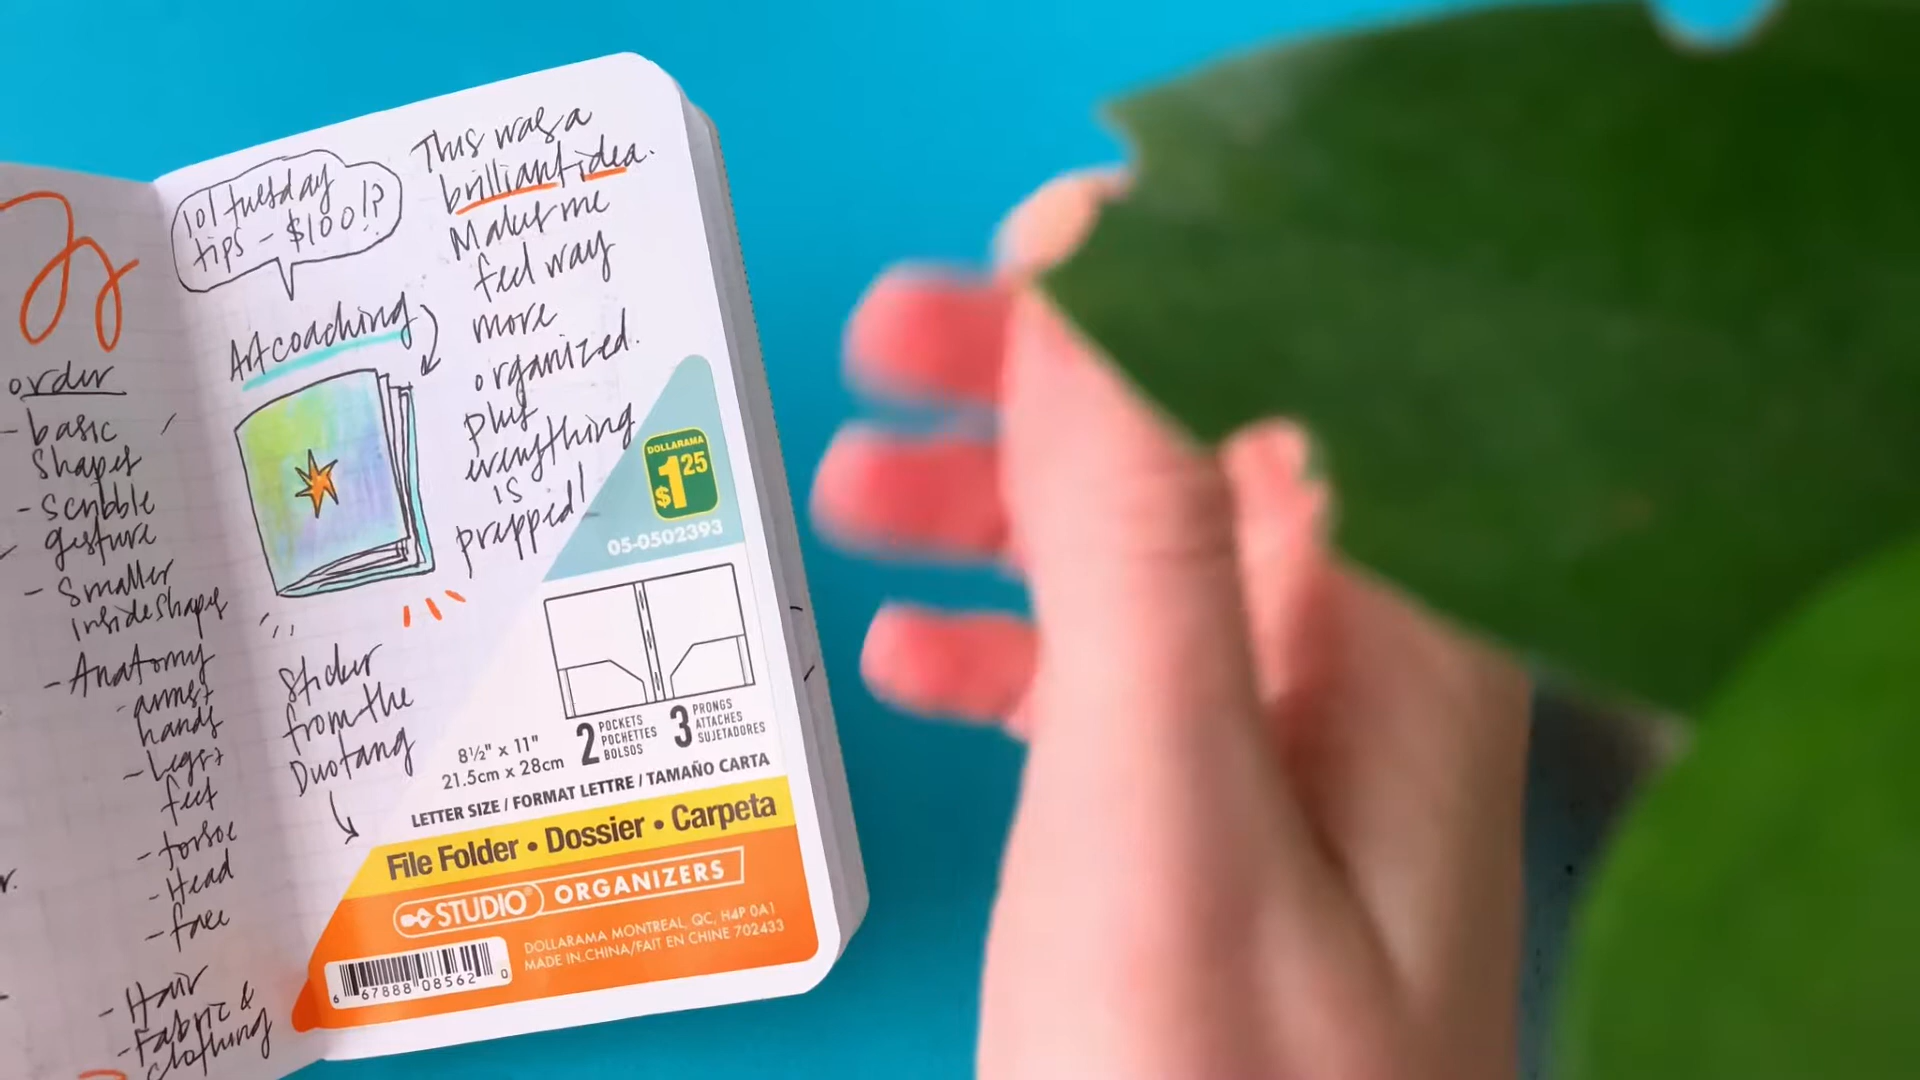 order
- basic
shapes
- scribble
gesture
- Smaller
inside shapes
- Anatomy
- arms +
hands
- Legs +
feet
- torsoe
- Head
- face
- Hair
- Fabric &
clothing
101 tuesday
tips - $100!?
Art coaching
This was a
brilliant idea.
Makes me
feel way
more
organized.
plus
everything
is
prepped!
Sticker
from the
Duotang
DOLLARAMA
$1.25
05-0502393
8½" x 11"
21.5cm x 28cm
2 POCKETS
POCHETTES
BOLSOS
3 PRONGS
ATTACHES
SUJETADORES
LETTER SIZE / FORMAT LETTRE / TAMAÑO CARTA
File Folder • Dossier • Carpeta
STUDIO® ORGANIZERS
DOLLARAMA MONTREAL, QC, H4P 0A1
MADE IN CHINA/FAIT EN CHINE 702433
6 67888 08562 0